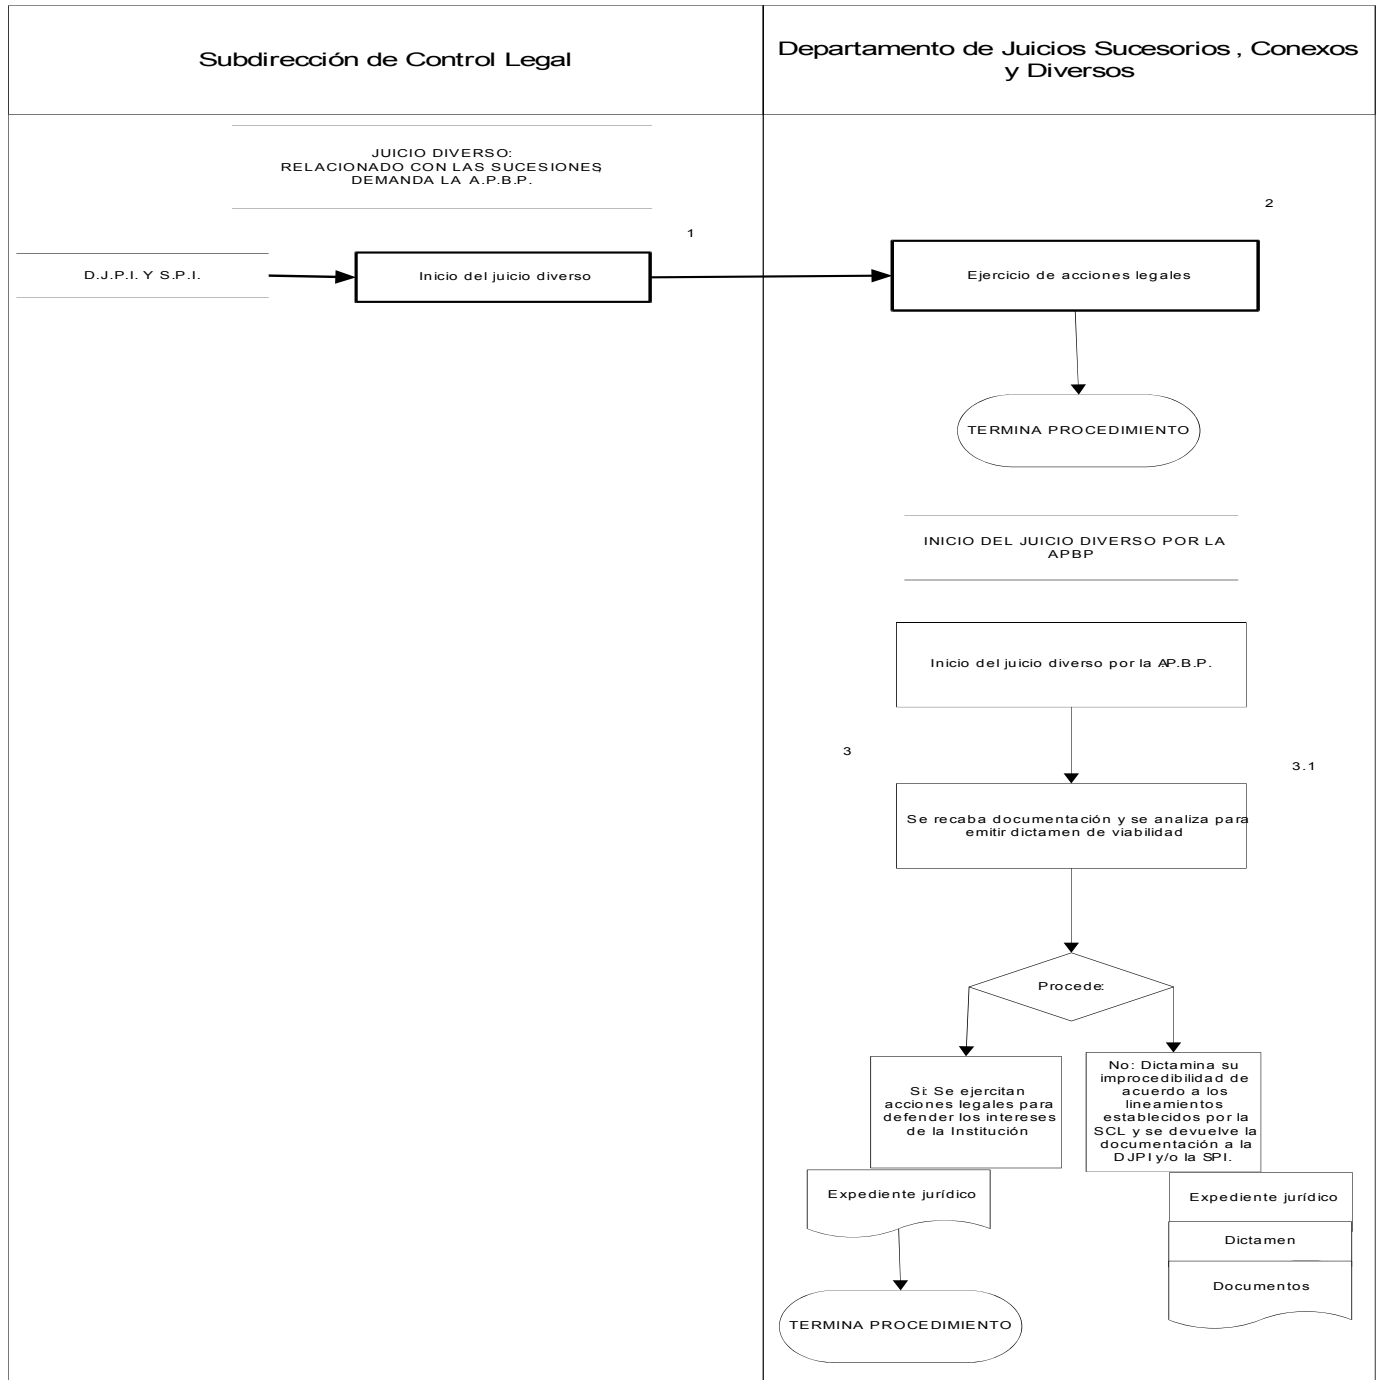 Subdirección de Control Legal
Departamento de Juicios Sucesorios , Conexos
y Diversos
JUICIO DIVERSO:
RELACIONADO CON LAS SUCESIONES,
DEMANDA LA A.P.B.P.
1
2
D.J.P.I. Y S.P.I.
Inicio del juicio diverso
Ejercicio de acciones legales
TERMINA PROCEDIMIENTO
INICIO DEL JUICIO DIVERSO POR LA
APBP
Inicio del juicio diverso por la A.P.B.P.
3
3.1
Se recaba documentación y se analiza para
emitir dictamen de viabilidad
Procede:
Si: Se ejercitan
acciones legales para
defender los intereses
de la Institución
No: Dictamina su
improcedibilidad de
acuerdo a los
lineamientos
establecidos por la
SCL y se devuelve la
documentación a la
DJPI y/o la SPI.
Expediente jurídico
Expediente jurídico
Dictamen
Documentos
TERMINA PROCEDIMIENTO